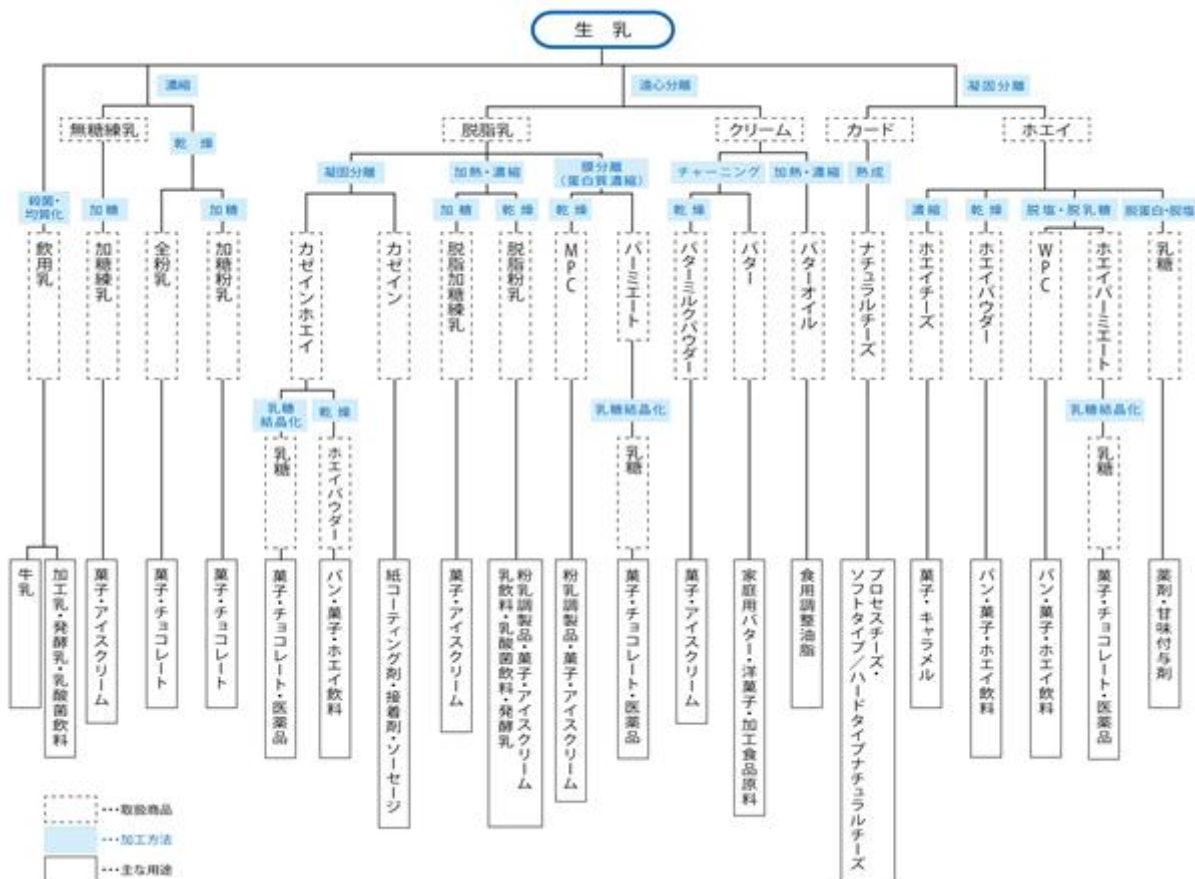 生乳
濃縮
遠心分離
凝固分離
無糖練乳
脱脂乳
クリーム
カード
ホエイ
乾燥
凝固分離
加熱・濃縮
膜分離
(蛋白質濃縮)
チャーニング
加熱・濃縮
熟成
殺菌・
均質化
加糖
加糖
加糖
乾燥
乾燥
乾燥
濃縮
乾燥
脱塩・脱乳糖
脱蛋白・脱塩
飲用乳
加糖練乳
全粉乳
加糖粉乳
カゼインホエイ
カゼイン
脱脂加糖練乳
脱脂粉乳
MPC
パーミエート
バターミルクパウダー
バター
バターオイル
ナチュラルチーズ
ホエイチーズ
ホエイパウダー
WPC
ホエイパーミエート
乳糖
乳糖
結晶化
乾燥
乳糖結晶化
乳糖結晶化
乳糖
ホエイパウダー
乳糖
乳糖
牛乳
加工乳・発酵乳・乳酸菌飲料
菓子・アイスクリーム
菓子・チョコレート
菓子・チョコレート
菓子・チョコレート・医薬品
パン・菓子・ホエイ飲料
紙コーティング剤・接着剤・ソーセージ
菓子・アイスクリーム
粉乳調製品・菓子・アイスクリーム
乳飲料・乳酸菌飲料・発酵乳
粉乳調製品・菓子・アイスクリーム
菓子・チョコレート・医薬品
菓子・アイスクリーム
家庭用バター・洋菓子・加工食品原料
食用調整油脂
プロセスチーズ・
ソフトタイプ/ハードタイプナチュラルチーズ
菓子・キャラメル
パン・菓子・ホエイ飲料
パン・菓子・ホエイ飲料
菓子・チョコレート・医薬品
薬剤・甘味付与剤
…取扱商品
…加工方法
…主な用途